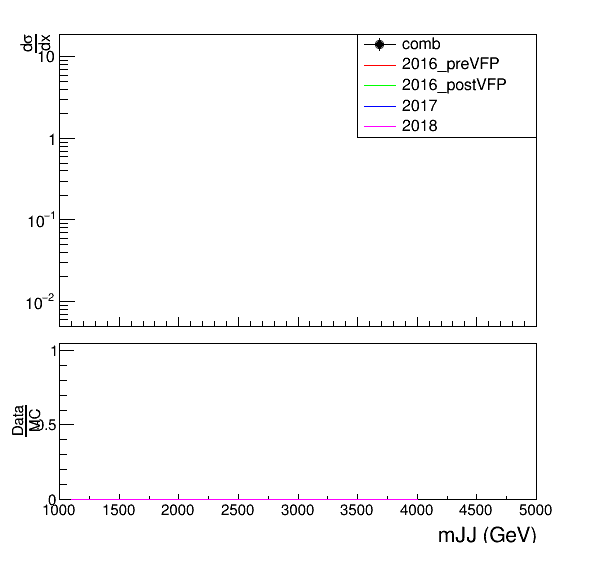 dσ
dx
10
1
10⁻¹
10⁻²
comb
2016_preVFP
2016_postVFP
2017
2018
Data
MC
1
0.5
0
1000 1500 2000 2500 3000 3500 4000 4500 5000
mJJ (GeV)